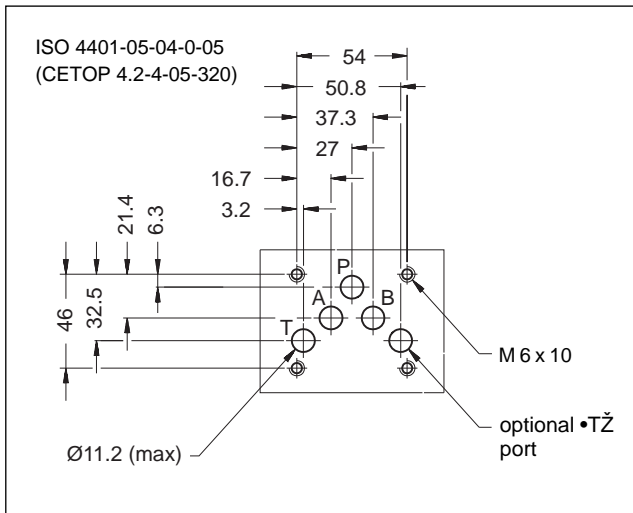 ISO 4401-05-04-0-05
(CETOP 4.2-4-05-320)
54
50.8
37.3
27
16.7
3.2
21.4
6.3
46
32.5
P
A
B
T
M 6 x 10
Ø11.2 (max)
optional •TŽ
port